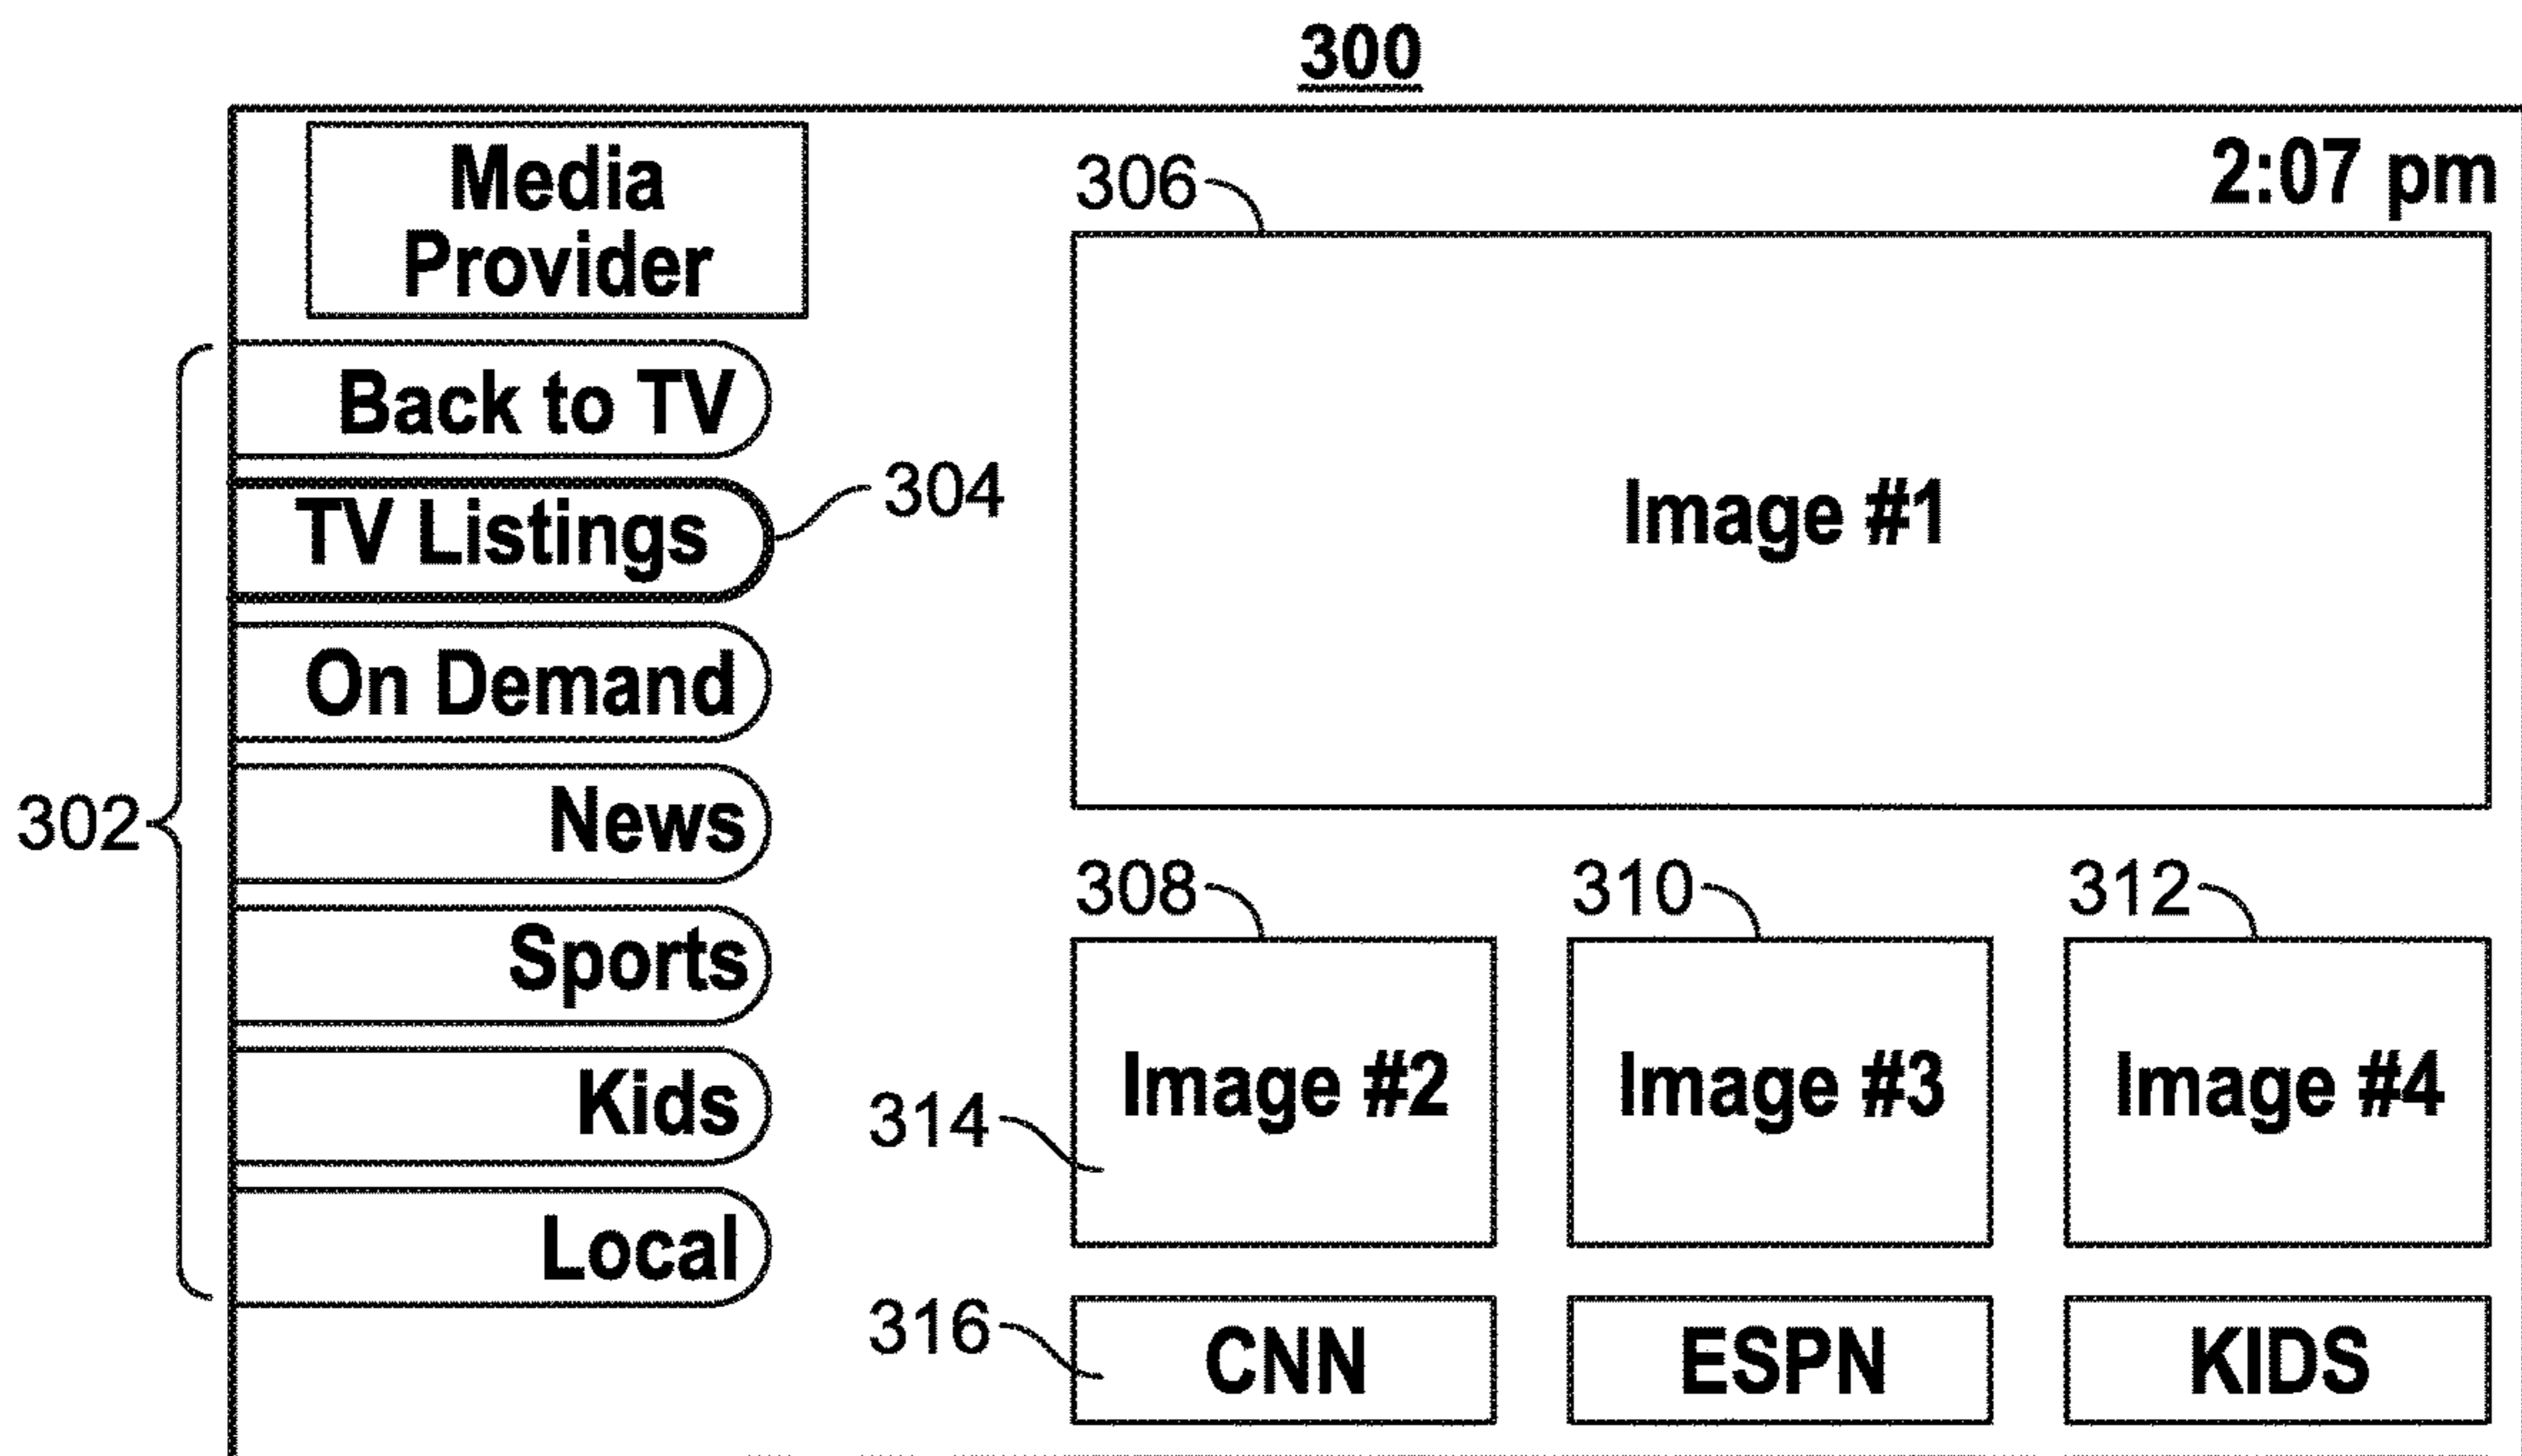 300
Media
Provider
2:07 pm
306
Back to TV
TV Listings
304
Image #1
On Demand
302
News
Sports
Kids
Local
308
310
312
Image #2
Image #3
Image #4
314
316
CNN
ESPN
KIDS